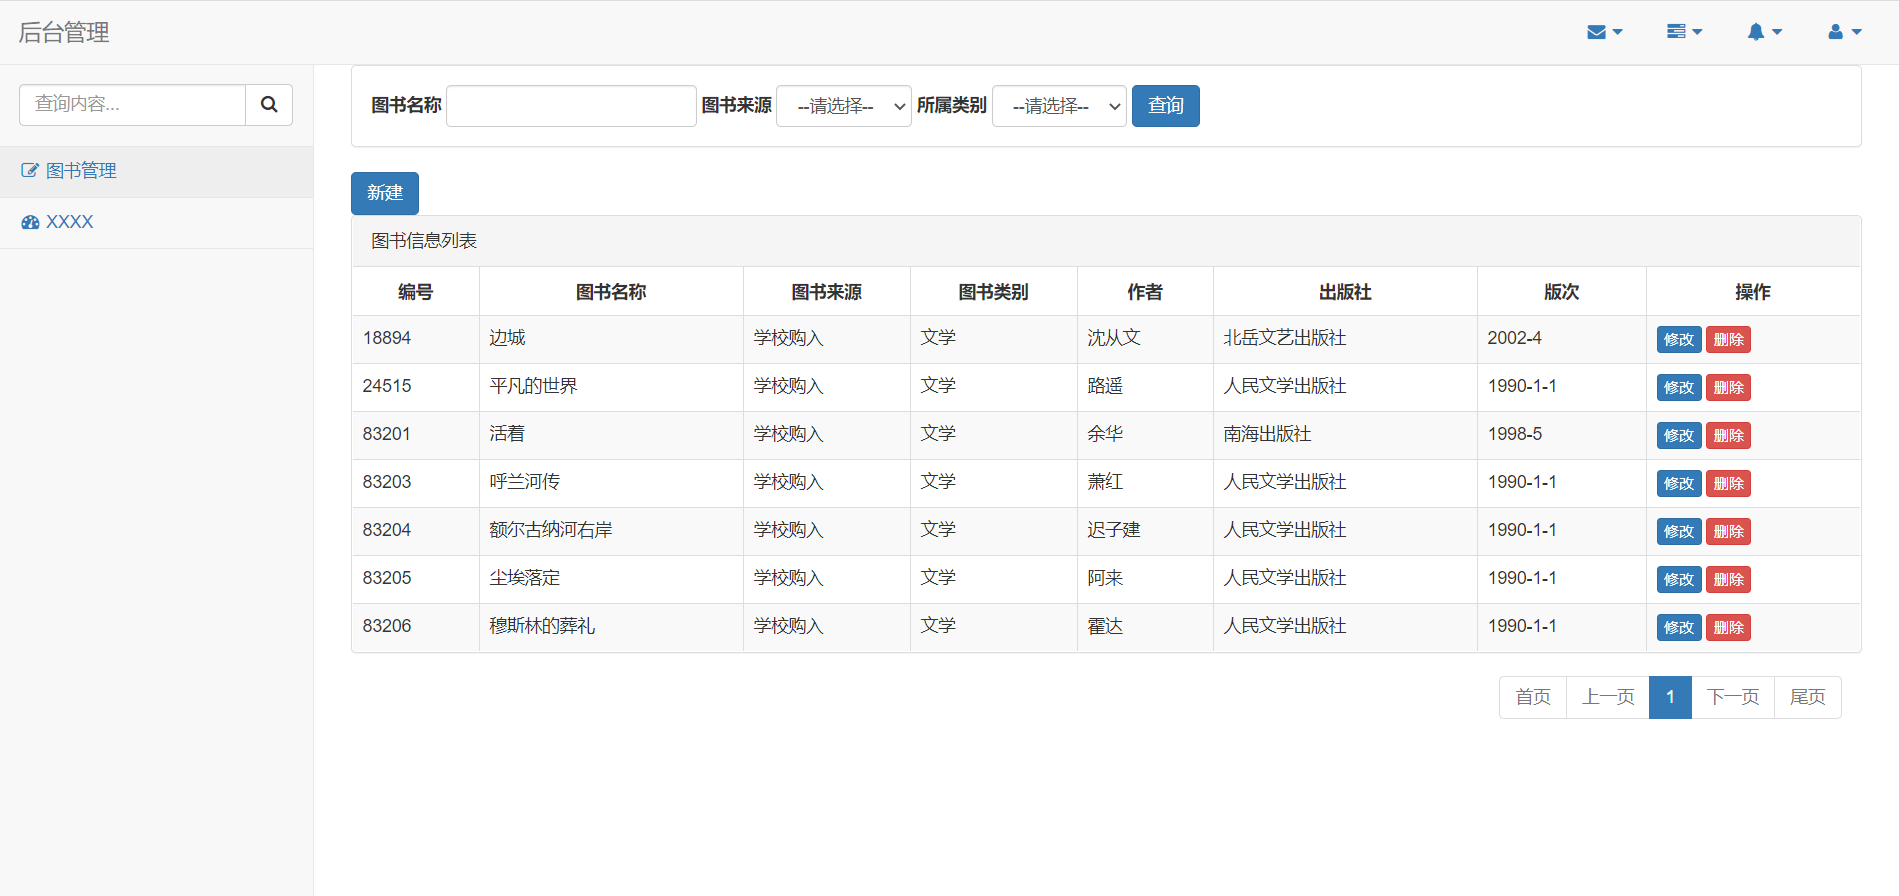 后台管理
查询内容...
图书管理
XXXX
图书名称 图书来源 --请选择-- 所属类别 --请选择-- 查询
新建
图书信息列表
编号 图书名称 图书来源 图书类别 作者 出版社 版次 操作
18894 边城 学校购入 文学 沈从文 北岳文艺出版社 2002-4 修改 删除
24515 平凡的世界 学校购入 文学 路遥 人民文学出版社 1990-1-1 修改 删除
83201 活着 学校购入 文学 余华 南海出版社 1998-5 修改 删除
83203 呼兰河传 学校购入 文学 萧红 人民文学出版社 1990-1-1 修改 删除
83204 额尔古纳河右岸 学校购入 文学 迟子建 人民文学出版社 1990-1-1 修改 删除
83205 尘埃落定 学校购入 文学 阿来 人民文学出版社 1990-1-1 修改 删除
83206 穆斯林的葬礼 学校购入 文学 霍达 人民文学出版社 1990-1-1 修改 删除
首页 上一页 1 下一页 尾页